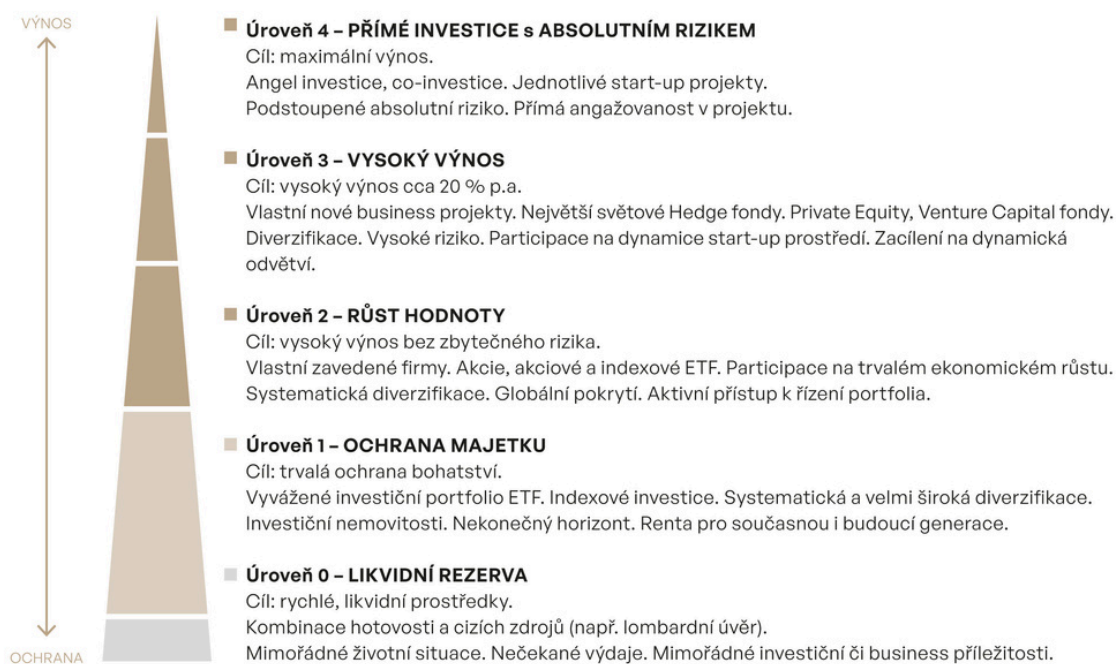 VÝNOS
Úroveň 4 – PŘÍMÉ INVESTICE s ABSOLUTNÍM RIZIKEM
Cíl: maximální výnos.
Angel investice, co-investice. Jednotlivé start-up projekty.
Podstoupené absolutní riziko. Přímá angažovanost v projektu.
Úroveň 3 – VYSOKÝ VÝNOS
Cíl: vysoký výnos cca 20 % p.a.
Vlastní nové business projekty. Největší světové Hedge fondy. Private Equity, Venture Capital fondy.
Diverzifikace. Vysoké riziko. Participace na dynamice start-up prostředí. Zacílení na dynamická
odvětví.
Úroveň 2 – RŮST HODNOTY
Cíl: vysoký výnos bez zbytečného rizika.
Vlastní zavedené firmy. Akcie, akciové a indexové ETF. Participace na trvalém ekonomickém růstu.
Systematická diverzifikace. Globální pokrytí. Aktivní přístup k řízení portfolia.
Úroveň 1 – OCHRANA MAJETKU
Cíl: trvalá ochrana bohatství.
Vyvážené investiční portfolio ETF. Indexové investice. Systematická a velmi široká diverzifikace.
Investiční nemovitosti. Nekonečný horizont. Renta pro současnou i budoucí generace.
Úroveň 0 – LIKVIDNÍ REZERVA
Cíl: rychlé, likvidní prostředky.
Kombinace hotovosti a cizích zdrojů (např. lombardní úvěr).
Mimořádné životní situace. Nečekané výdaje. Mimořádné investiční či business příležitosti.
OCHRANA